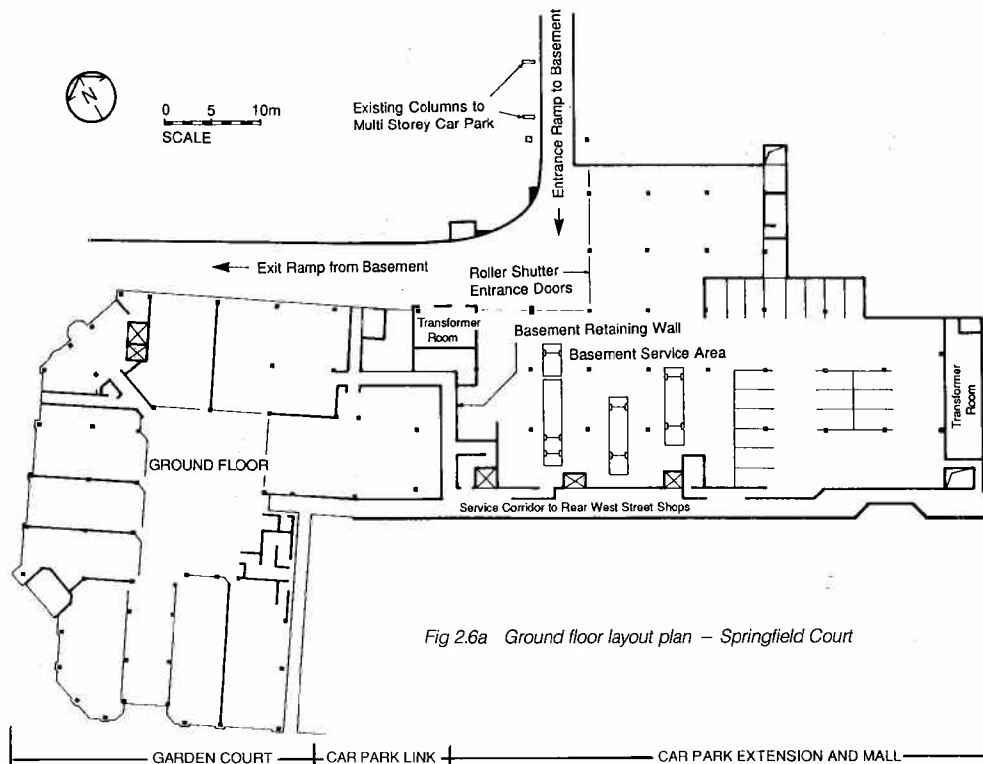 N
0 5 10m
SCALE
Existing Columns to
Multi Storey Car Park
Entrance Ramp to Basement
Exit Ramp from Basement
Roller Shutter
Entrance Doors
Transformer
Room
Basement Retaining Wall
Basement Service Area
Transformer
Room
GROUND FLOOR
Service Corridor to Rear West Street Shops
Fig 2.6a Ground floor layout plan – Springfield Court
GARDEN COURT
CAR PARK LINK
CAR PARK EXTENSION AND MALL